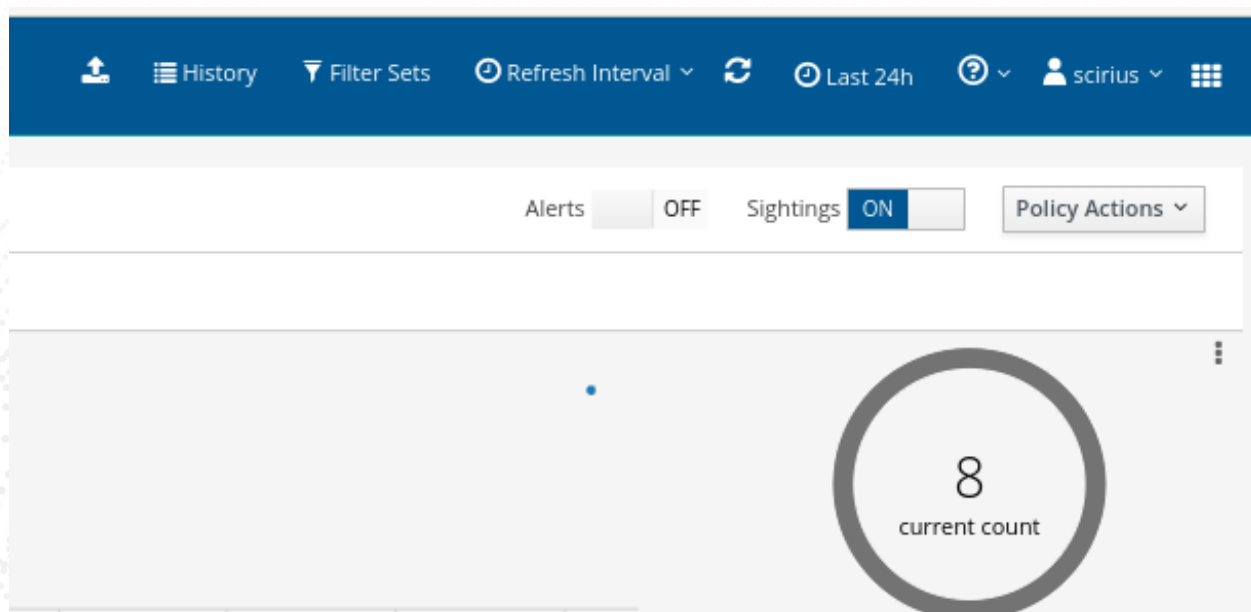 History Filter Sets Refresh Interval Last 24h scirius
Alerts OFF Sightings ON Policy Actions
8
current count